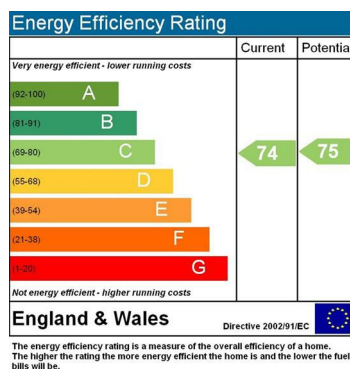 Energy Efficiency Rating
Current Potential
Very energy efficient - lower running costs
(92-100) A
(81-91) B
(69-80) C 74 75
(55-68) D
(39-54) E
(21-38) F
(1-20) G
Not energy efficient - higher running costs
England & Wales Directive 2002/91/EC
The energy efficiency rating is a measure of the overall efficiency of a home.
The higher the rating the more energy efficient the home is and the lower the fuel
bills will be.